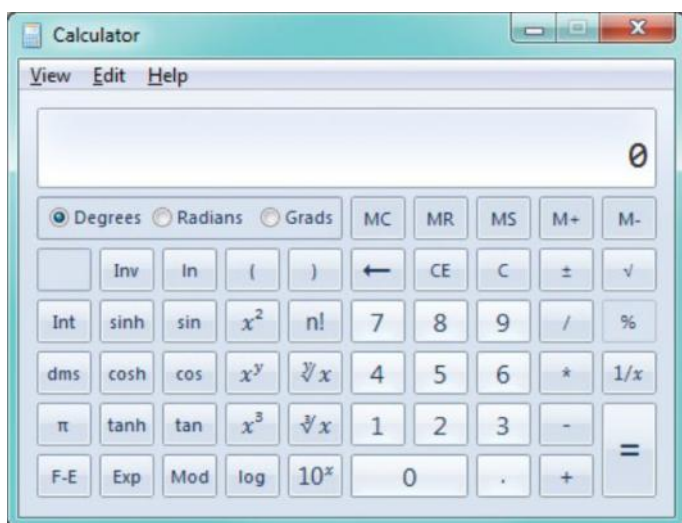 Calculator
View Edit Help
0
Degrees Radians Grads MC MR MS M+ M-
Inv ln ( ) ← CE C ± √
Int sinh sin x² n! 7 8 9 / %
dms cosh cos xʸ ʸ√x 4 5 6 * 1/x
π tanh tan x³ ³√x 1 2 3 - =
F-E Exp Mod log 10ˣ 0 . +